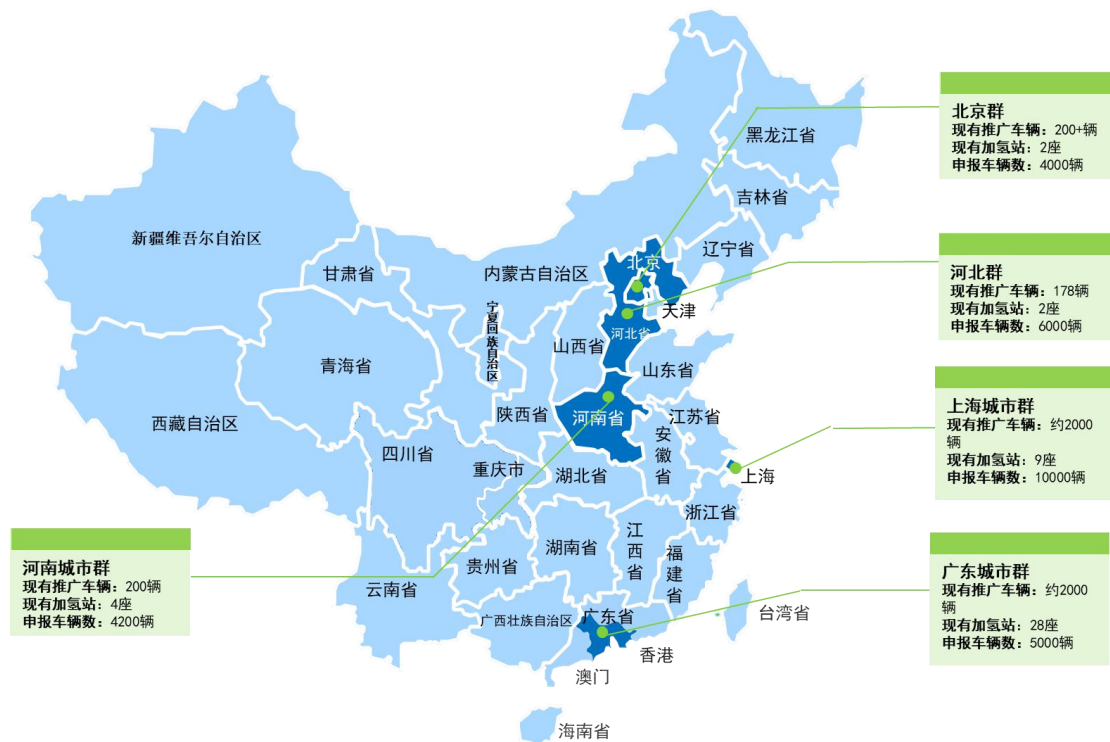 黑龙江省
吉林省
辽宁省
新疆维吾尔自治区
甘肃省
内蒙古自治区
北京
天津
宁夏回族自治区
河北省
山西省
青海省
山东省
西藏自治区
陕西省
河南省
江苏省
安徽省
四川省
重庆市
湖北省
上海
浙江省
江西省
湖南省
福建省
贵州省
云南省
广西壮族自治区
广东省
台湾省
香港
澳门
海南省
北京群
现有推广车辆：200+辆
现有加氢站：2座
申报车辆数：4000辆
河北群
现有推广车辆：178辆
现有加氢站：2座
申报车辆数：6000辆
上海城市群
现有推广车辆：约2000
辆
现有加氢站：9座
申报车辆数：10000辆
广东城市群
现有推广车辆：约2000
辆
现有加氢站：28座
申报车辆数：5000辆
河南城市群
现有推广车辆：200辆
现有加氢站：4座
申报车辆数：4200辆